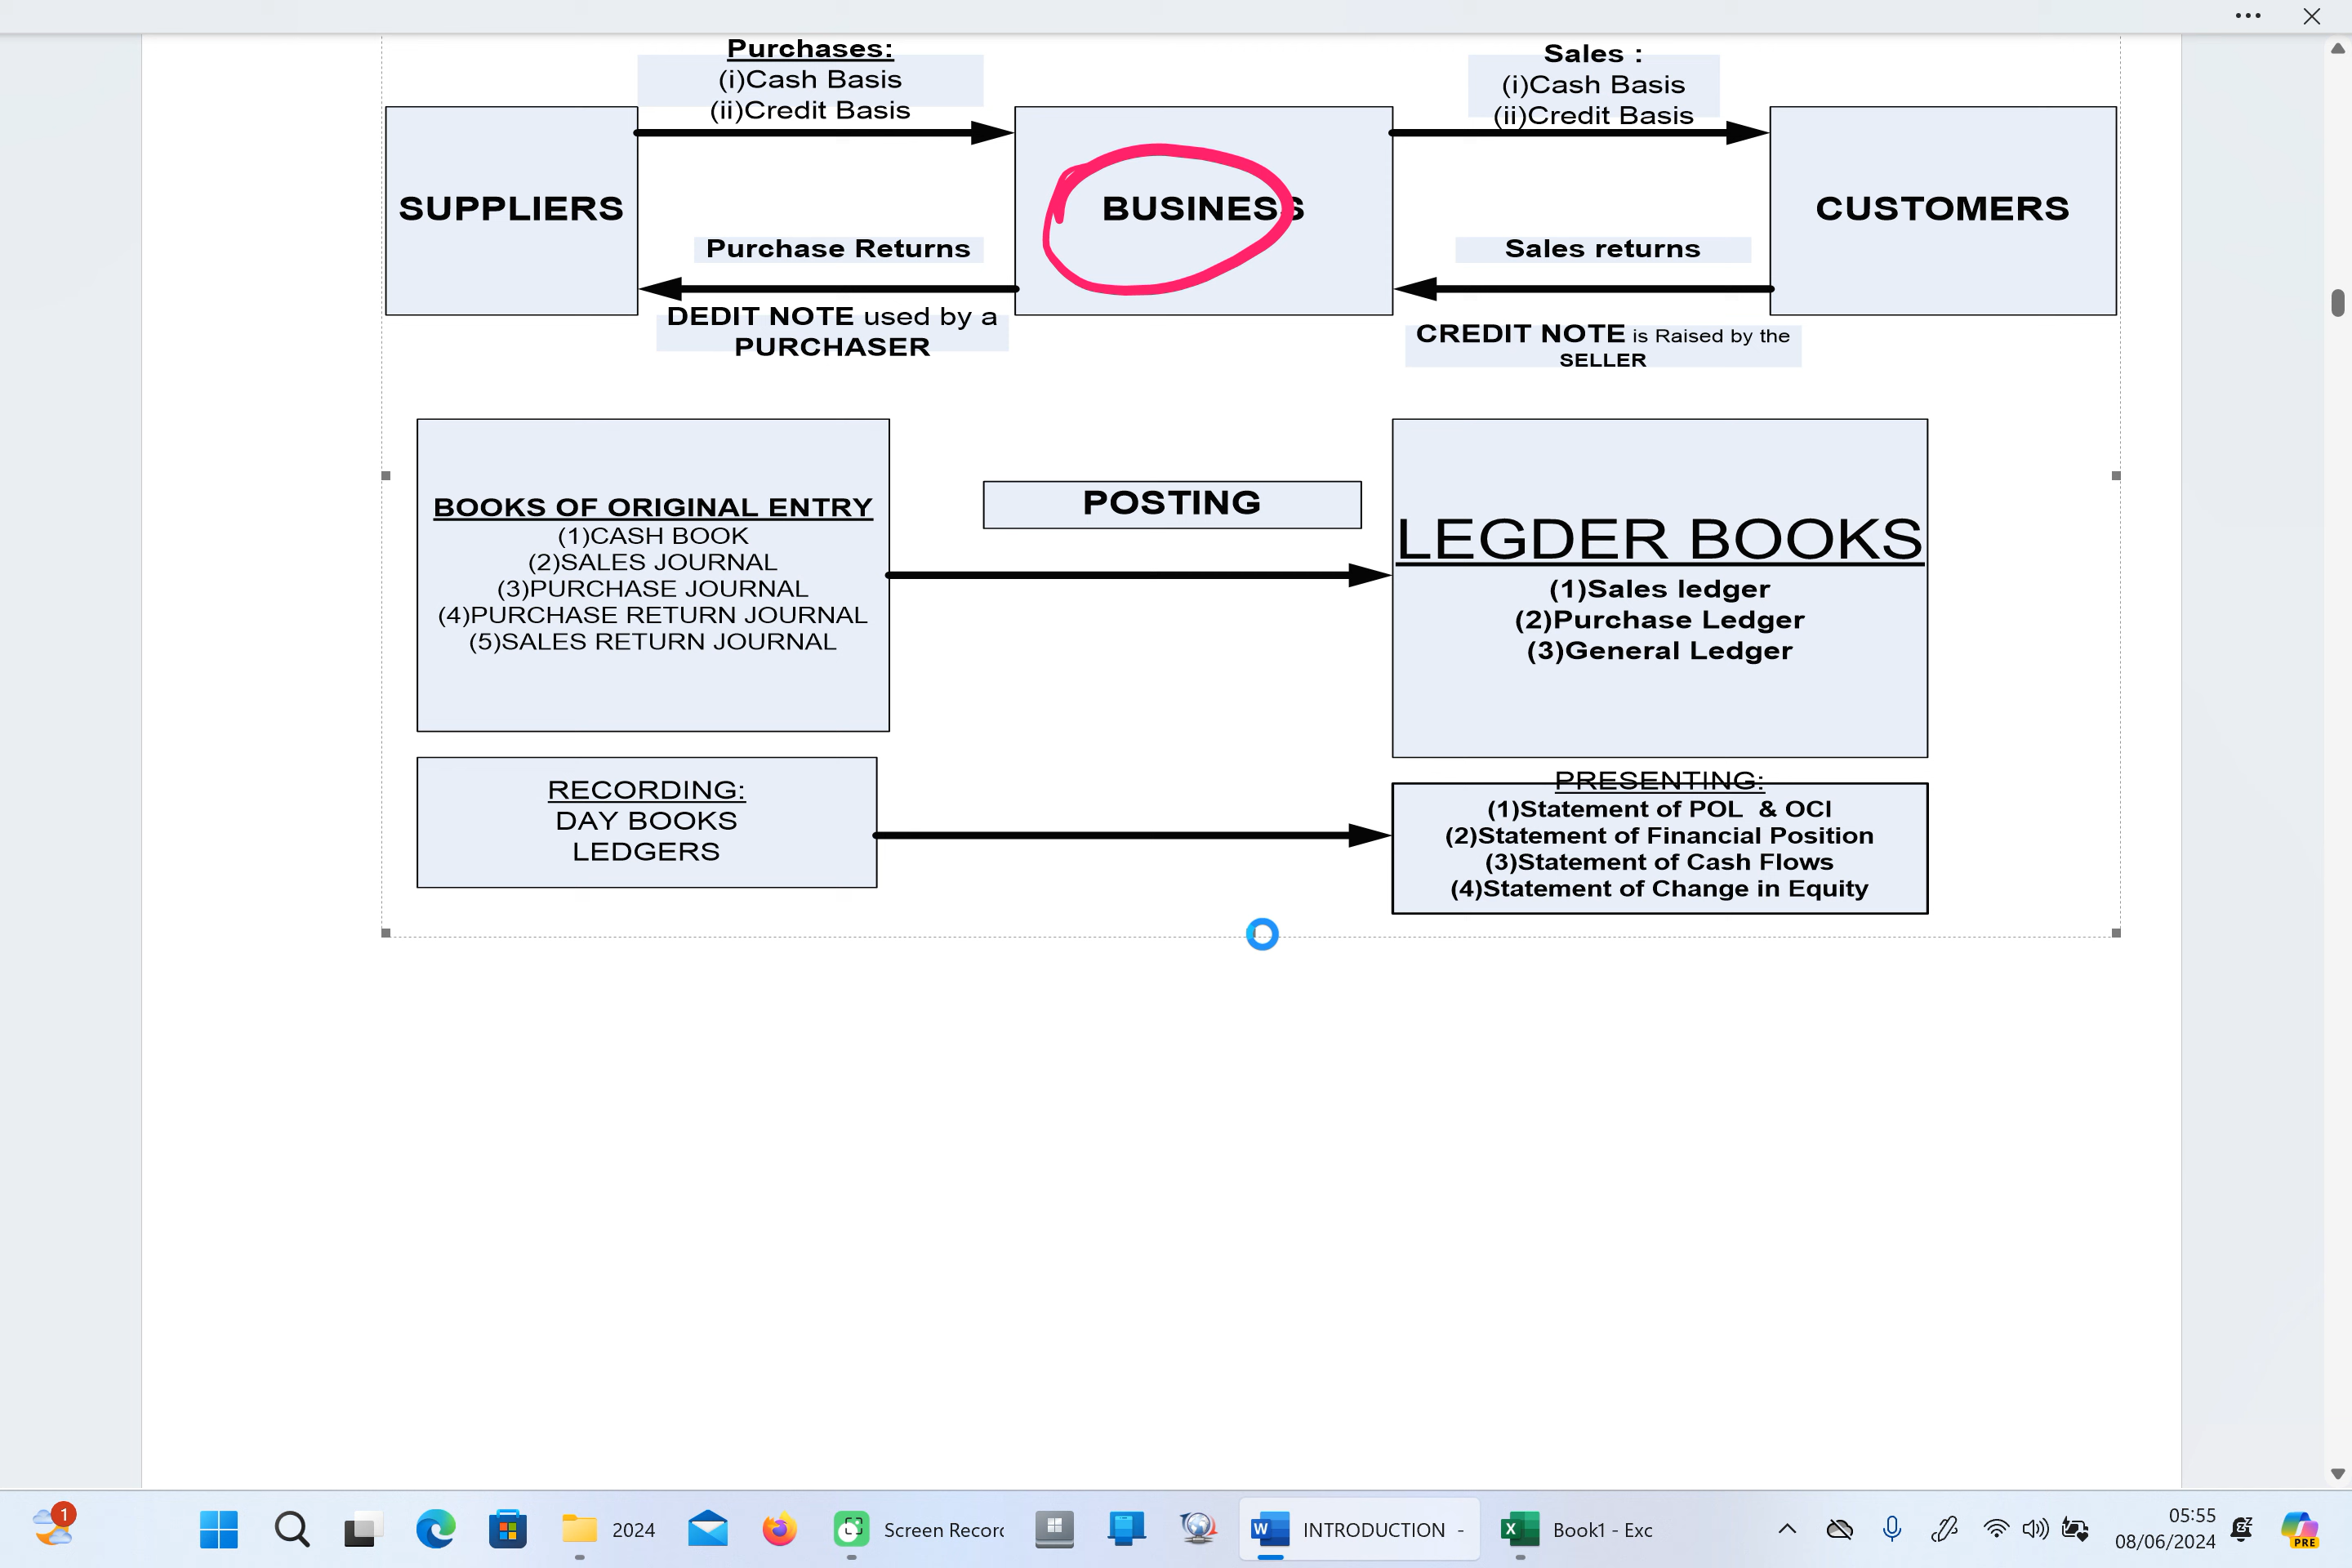 Purchases:
(i)Cash Basis
(ii)Credit Basis
Sales :
(i)Cash Basis
(ii)Credit Basis
SUPPLIERS
BUSINESS
CUSTOMERS
Purchase Returns
Sales returns
DEDIT NOTE used by a
PURCHASER
CREDIT NOTE is Raised by the
SELLER
BOOKS OF ORIGINAL ENTRY
(1)CASH BOOK
(2)SALES JOURNAL
(3)PURCHASE JOURNAL
(4)PURCHASE RETURN JOURNAL
(5)SALES RETURN JOURNAL
POSTING
LEGDER BOOKS
(1)Sales ledger
(2)Purchase Ledger
(3)General Ledger
RECORDING:
DAY BOOKS
LEDGERS
PRESENTING:
(1)Statement of POL & OCI
(2)Statement of Financial Position
(3)Statement of Cash Flows
(4)Statement of Change in Equity
1
2024
Screen Recor
INTRODUCTION -
Book1 - Exc
05:55
08/06/2024
PRE